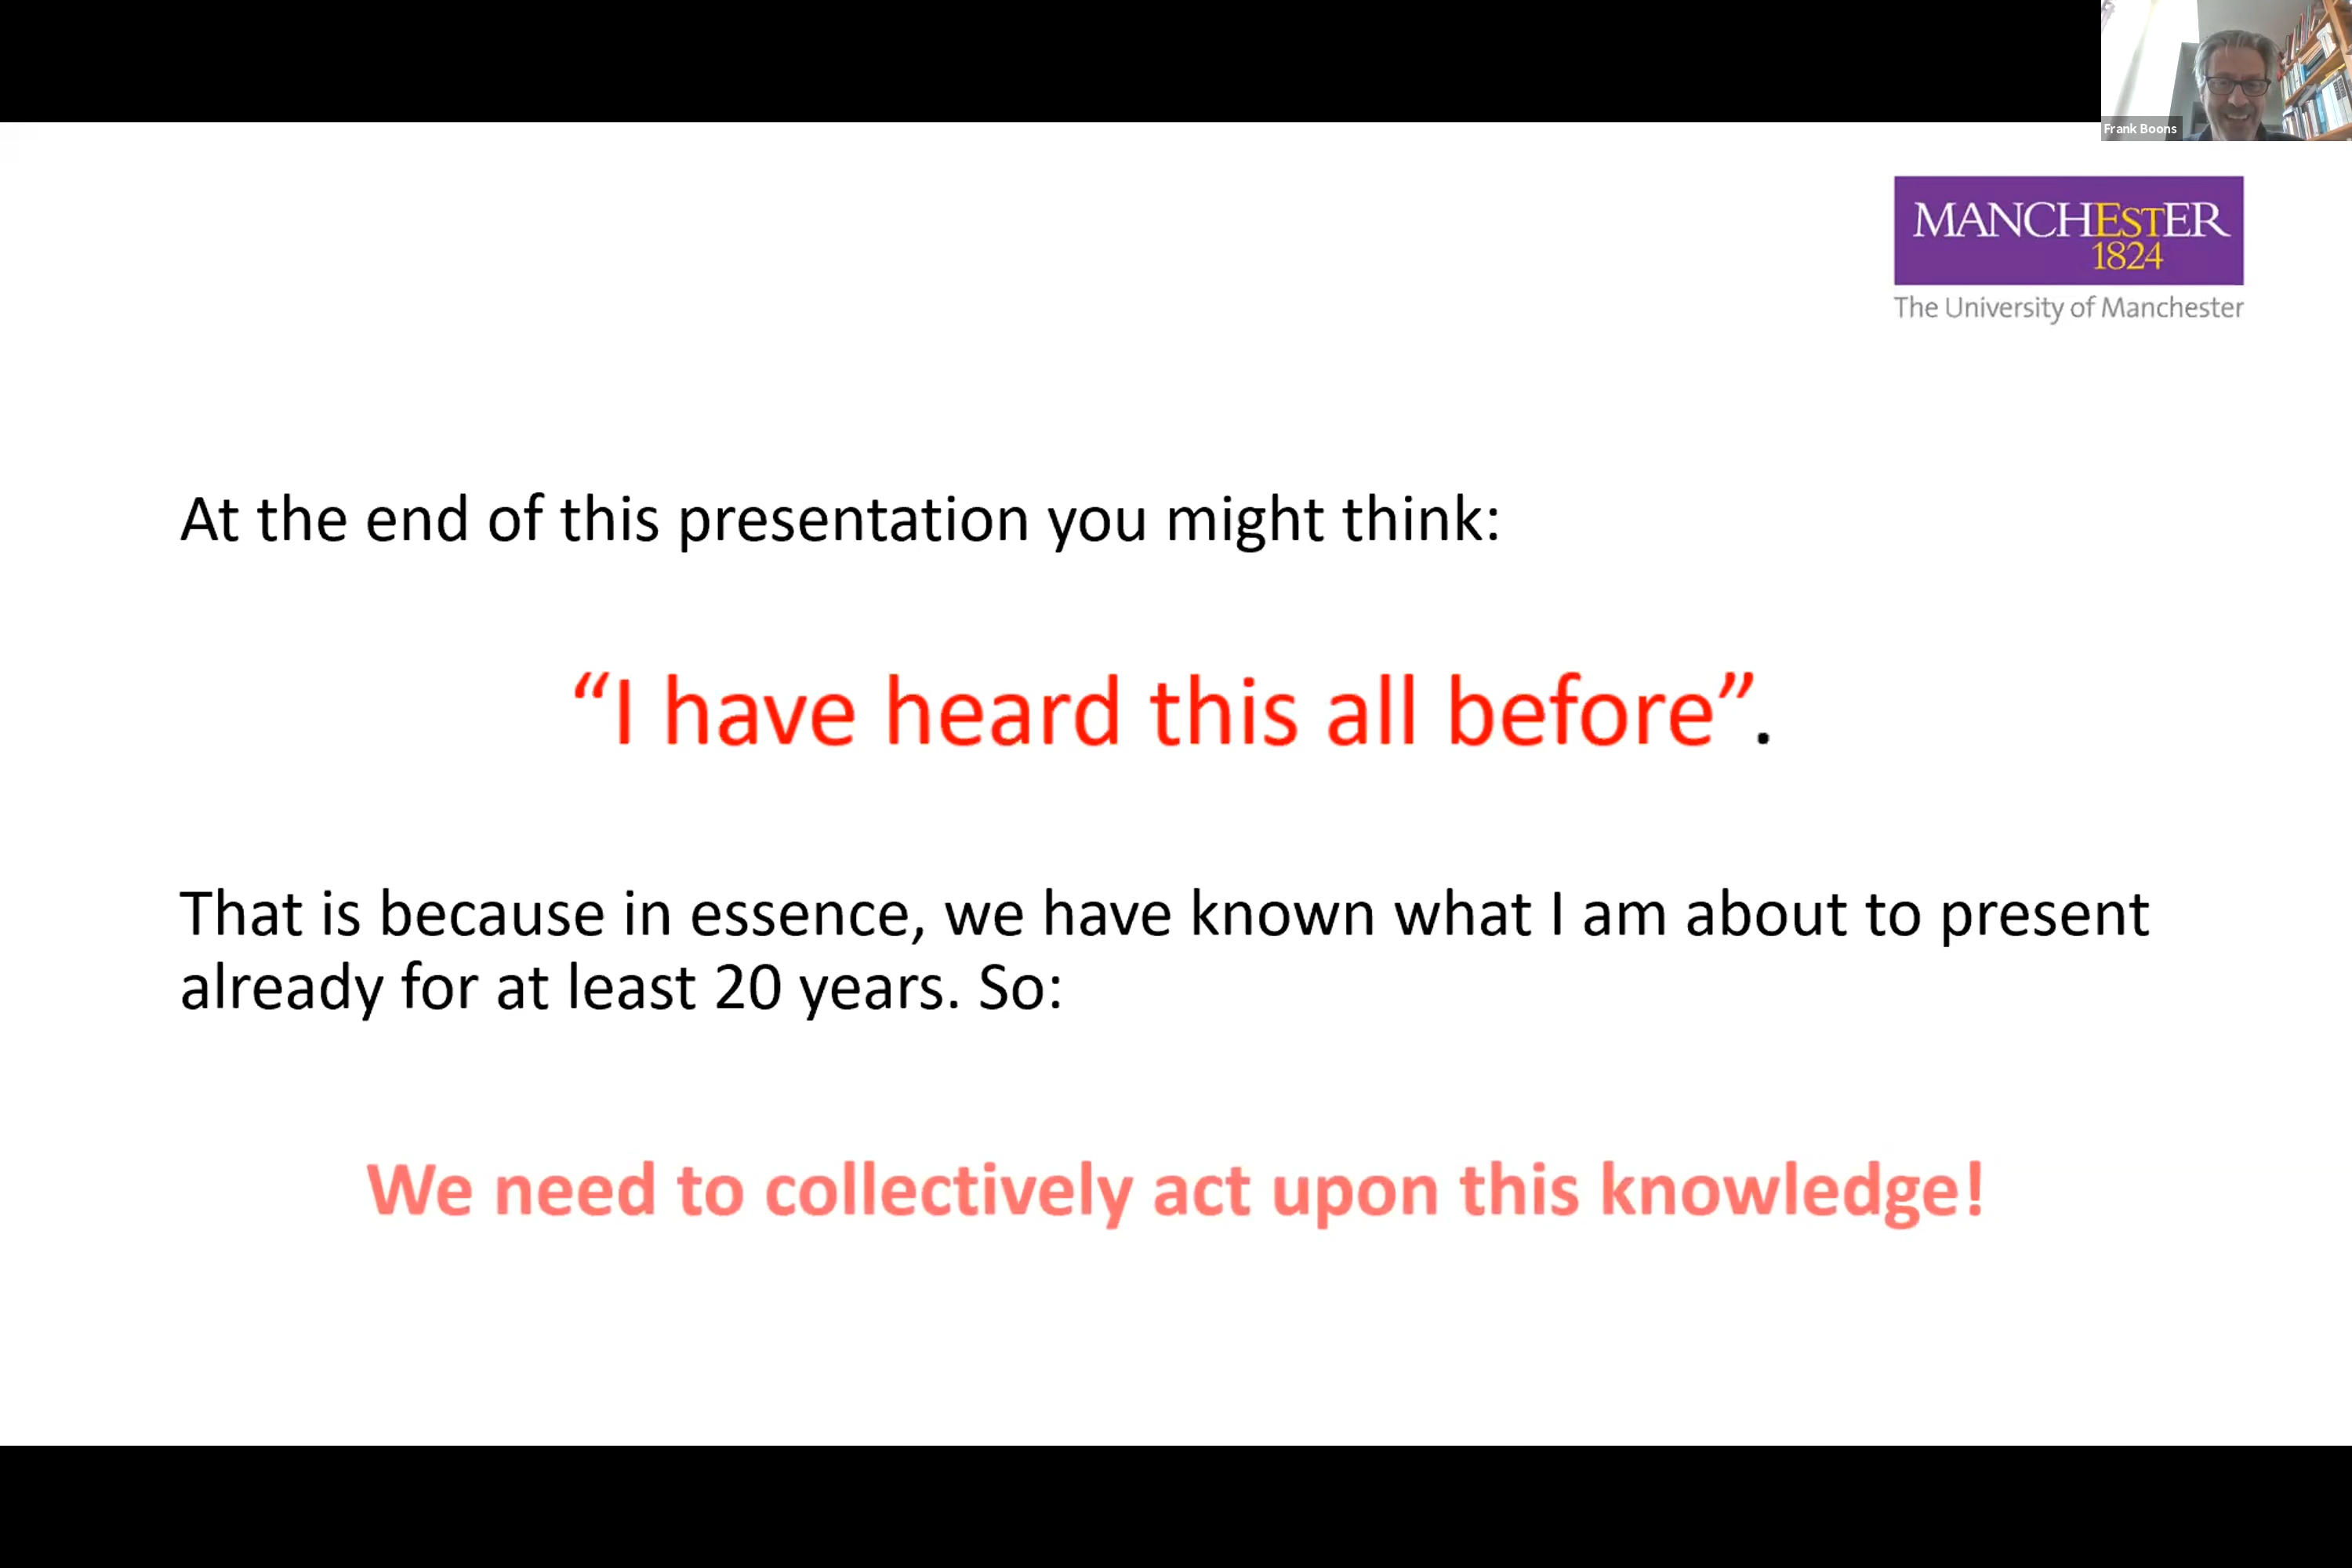 Frank Boons
MANCHESTER
1824
The University of Manchester
At the end of this presentation you might think:
“I have heard this all before”.
That is because in essence, we have known what I am about to present
already for at least 20 years. So:
We need to collectively act upon this knowledge!